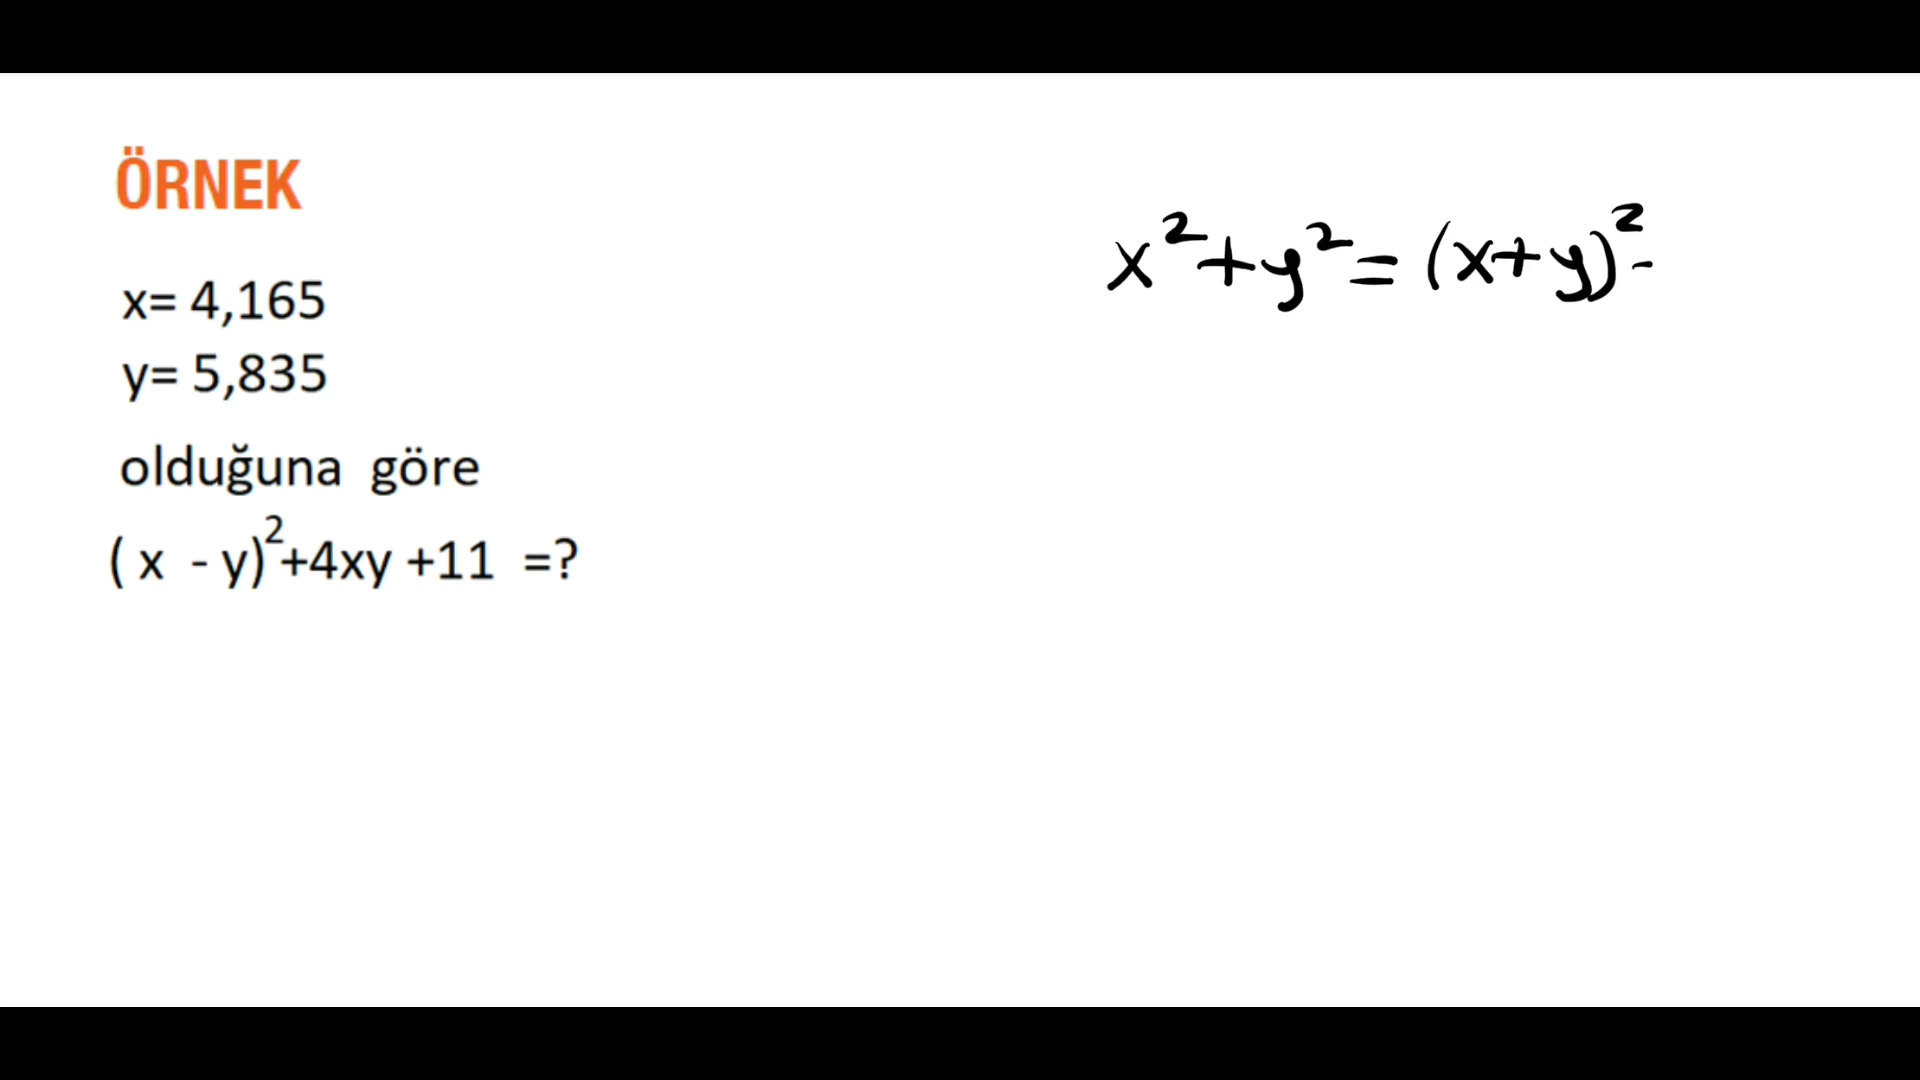 ÖRNEK
x²+y²=(x+y)²-
x= 4,165
y= 5,835
olduğuna göre
( x - y)²+4xy +11 =?